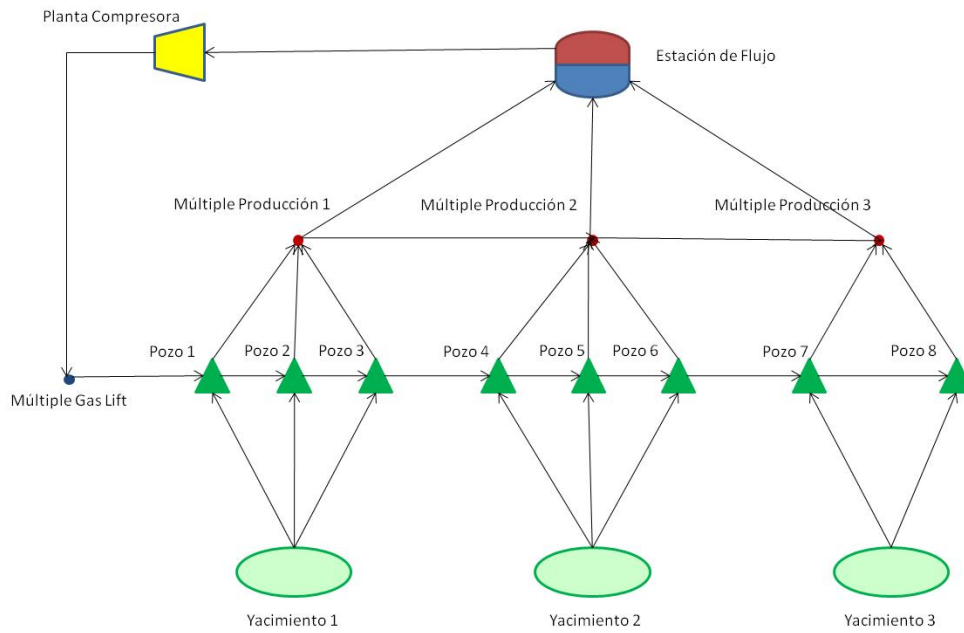 Planta Compresora
Estación de Flujo
Múltiple Producción 1
Múltiple Producción 2
Múltiple Producción 3
Pozo 1
Pozo 2
Pozo 3
Pozo 4
Pozo 5
Pozo 6
Pozo 7
Pozo 8
Múltiple Gas Lift
Yacimiento 1
Yacimiento 2
Yacimiento 3